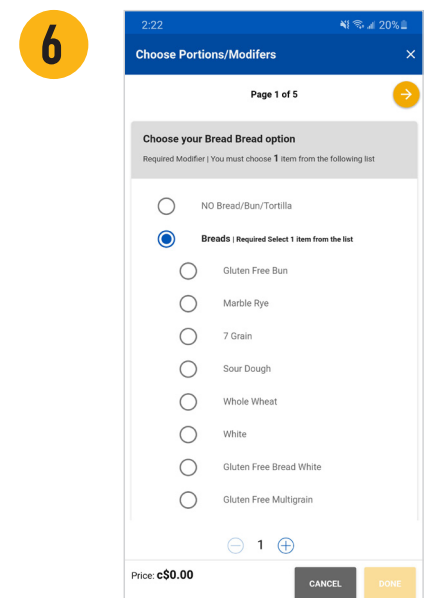 6
2:22 20%
Choose Portions/Modifers ×
Page 1 of 5
Choose your Bread Bread option
Required Modifier | You must choose 1 item from the following list
NO Bread/Bun/Tortilla
Breads | Required Select 1 item from the list
Gluten Free Bun
Marble Rye
7 Grain
Sour Dough
Whole Wheat
White
Gluten Free Bread White
Gluten Free Multigrain
1
Price: c$0.00 CANCEL DONE